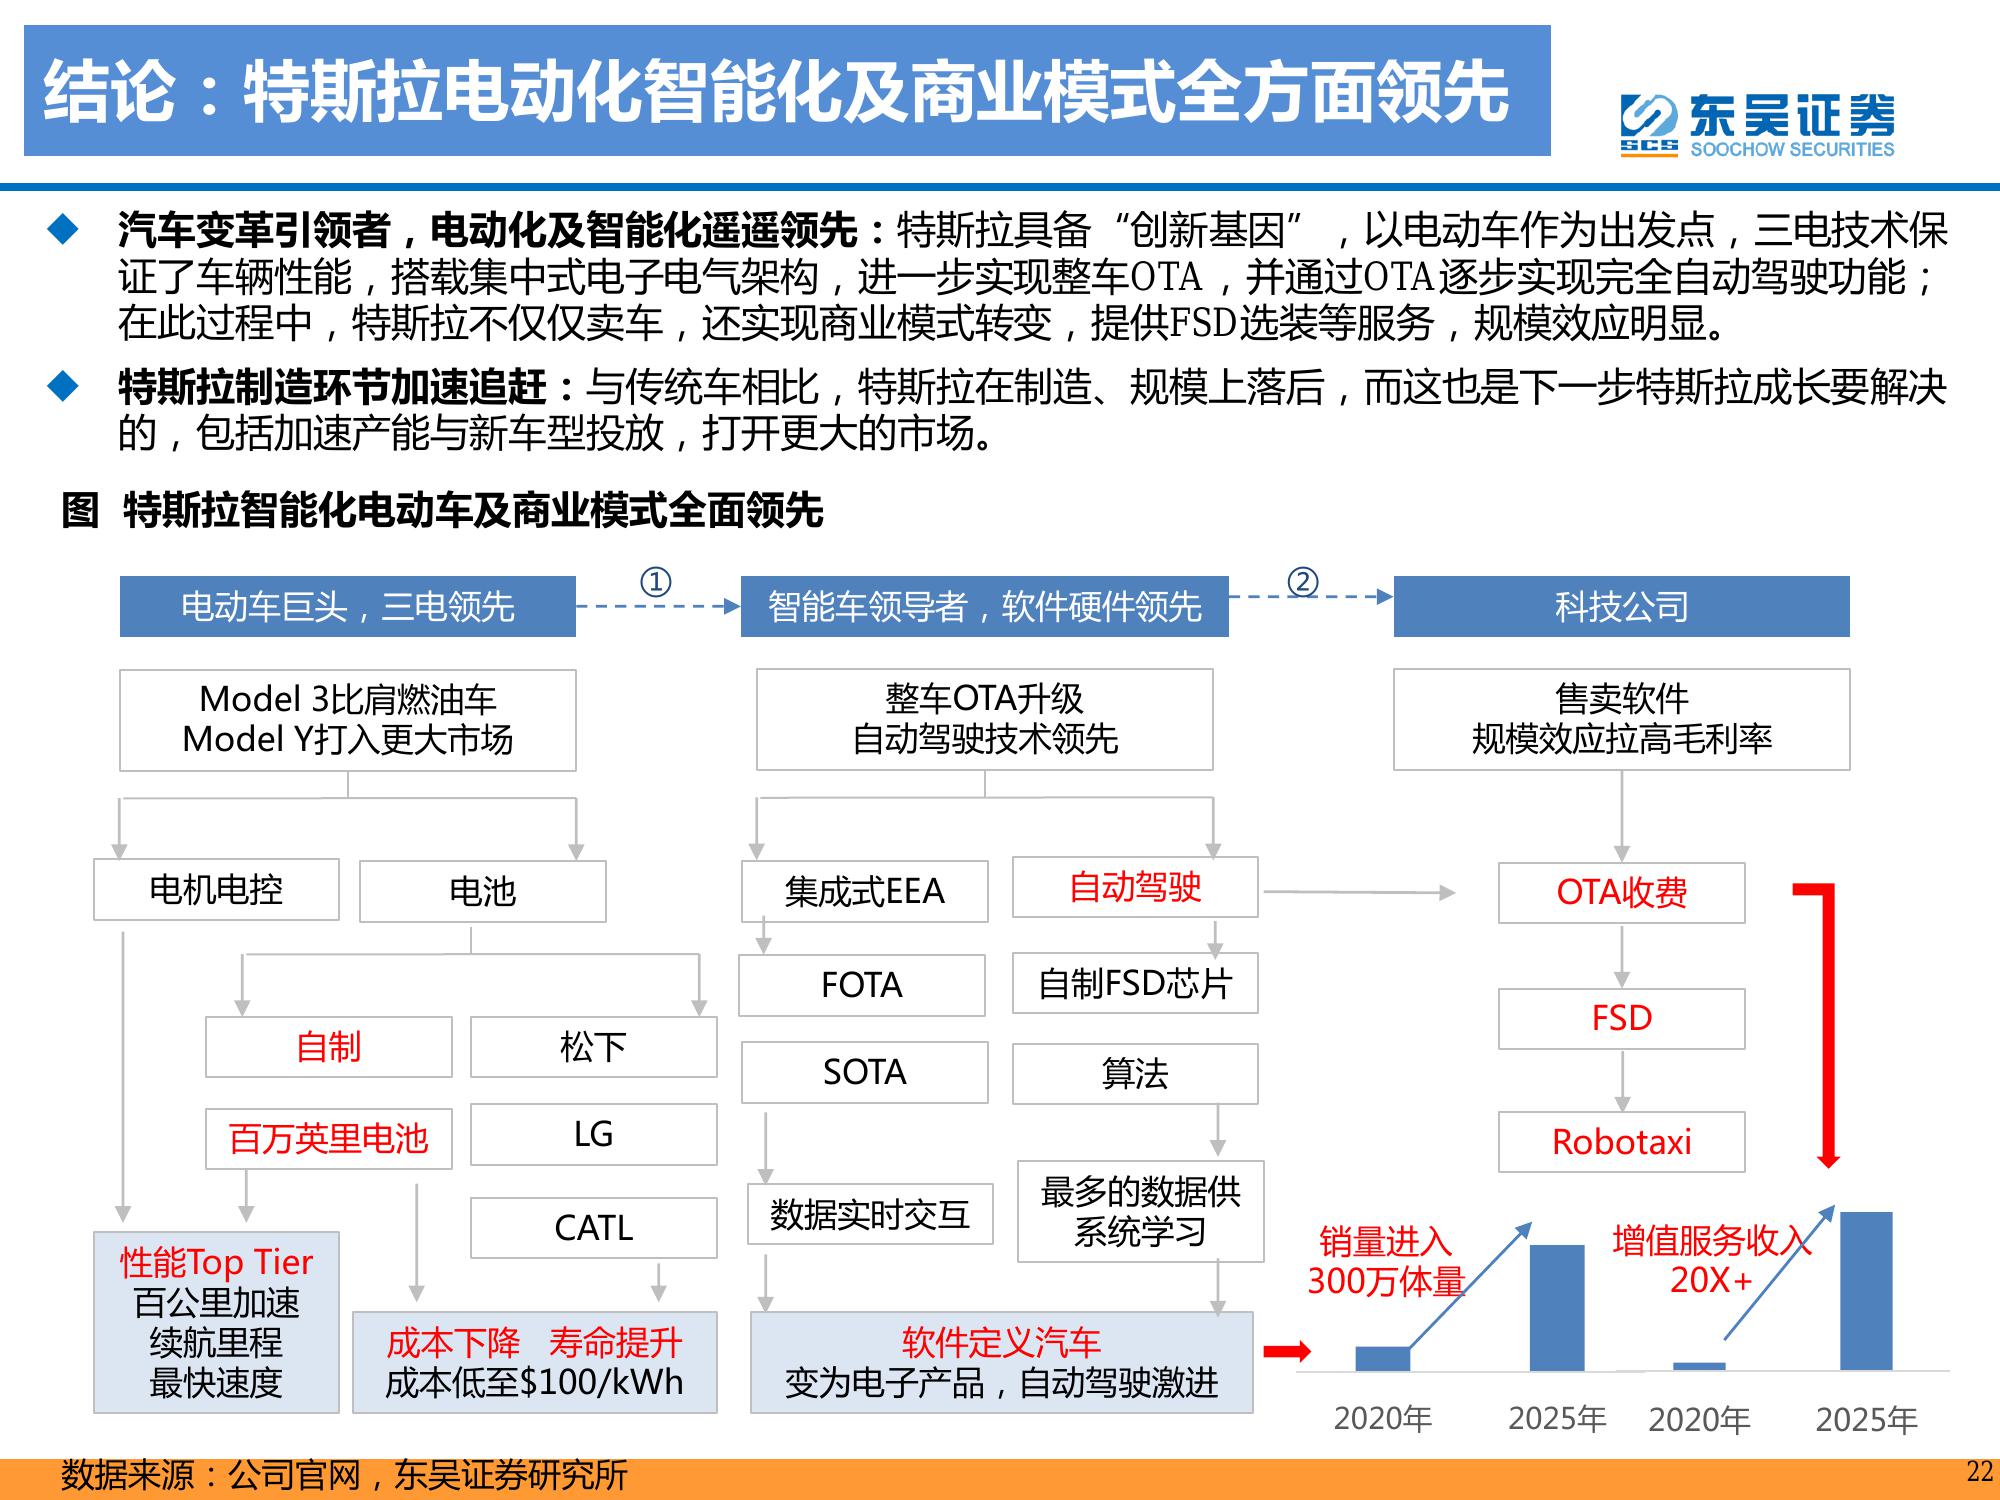 结论：特斯拉电动化智能化及商业模式全方面领先
东吴证券
SCS
SOOCHOW SECURITIES
汽车变革引领者，电动化及智能化遥遥领先：特斯拉具备“创新基因”，以电动车作为出发点，三电技术保
证了车辆性能，搭载集中式电子电气架构，进一步实现整车OTA，并通过OTA逐步实现完全自动驾驶功能；
在此过程中，特斯拉不仅仅卖车，还实现商业模式转变，提供FSD选装等服务，规模效应明显。
特斯拉制造环节加速追赶：与传统车相比，特斯拉在制造、规模上落后，而这也是下一步特斯拉成长要解决
的，包括加速产能与新车型投放，打开更大的市场。
图 特斯拉智能化电动车及商业模式全面领先
电动车巨头，三电领先
①
智能车领导者，软件硬件领先
②
科技公司
Model 3比肩燃油车
Model Y打入更大市场
整车OTA升级
自动驾驶技术领先
售卖软件
规模效应拉高毛利率
电机电控
电池
集成式EEA
自动驾驶
OTA收费
FOTA
自制FSD芯片
FSD
自制
松下
SOTA
算法
百万英里电池
LG
Robotaxi
数据实时交互
最多的数据供
系统学习
CATL
性能Top Tier
百公里加速
续航里程
最快速度
成本下降 寿命提升
成本低至$100/kWh
软件定义汽车
变为电子产品，自动驾驶激进
销量进入
300万体量
增值服务收入
20X+
2020年
2025年
2020年
2025年
数据来源：公司官网，东吴证券研究所
22